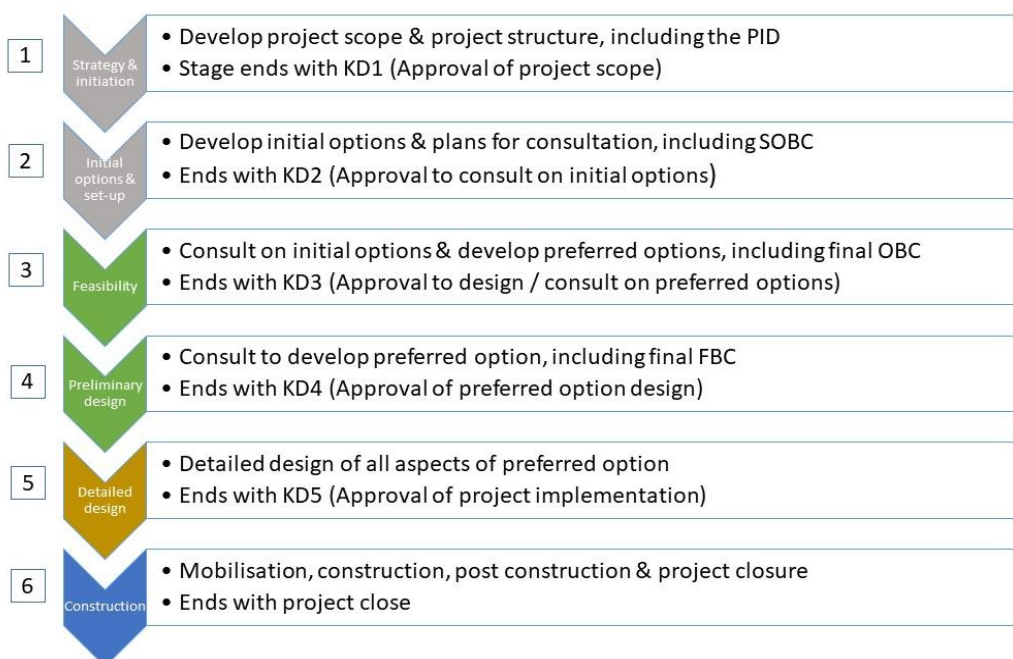 1
Strategy &
initiation
• Develop project scope & project structure, including the PID
• Stage ends with KD1 (Approval of project scope)
2
Initial
options &
set-up
• Develop initial options & plans for consultation, including SOBC
• Ends with KD2 (Approval to consult on initial options)
3
Feasibility
• Consult on initial options & develop preferred options, including final OBC
• Ends with KD3 (Approval to design / consult on preferred options)
4
Preliminary
design
• Consult to develop preferred option, including final FBC
• Ends with KD4 (Approval of preferred option design)
5
Detailed
design
• Detailed design of all aspects of preferred option
• Ends with KD5 (Approval of project implementation)
6
Construction
• Mobilisation, construction, post construction & project closure
• Ends with project close